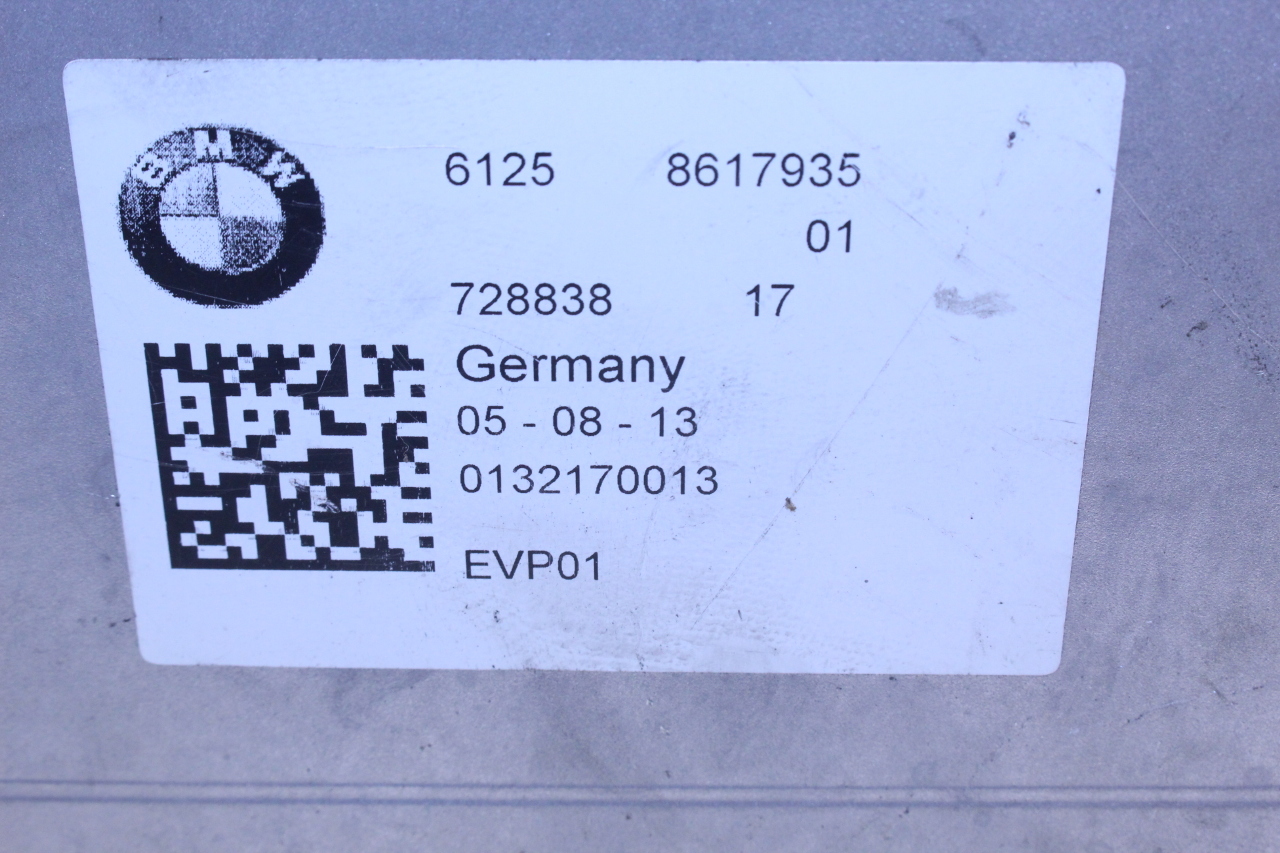 BMW
6125 8617935
01
728838 17
Germany
05 - 08 - 13
0132170013
EVP01